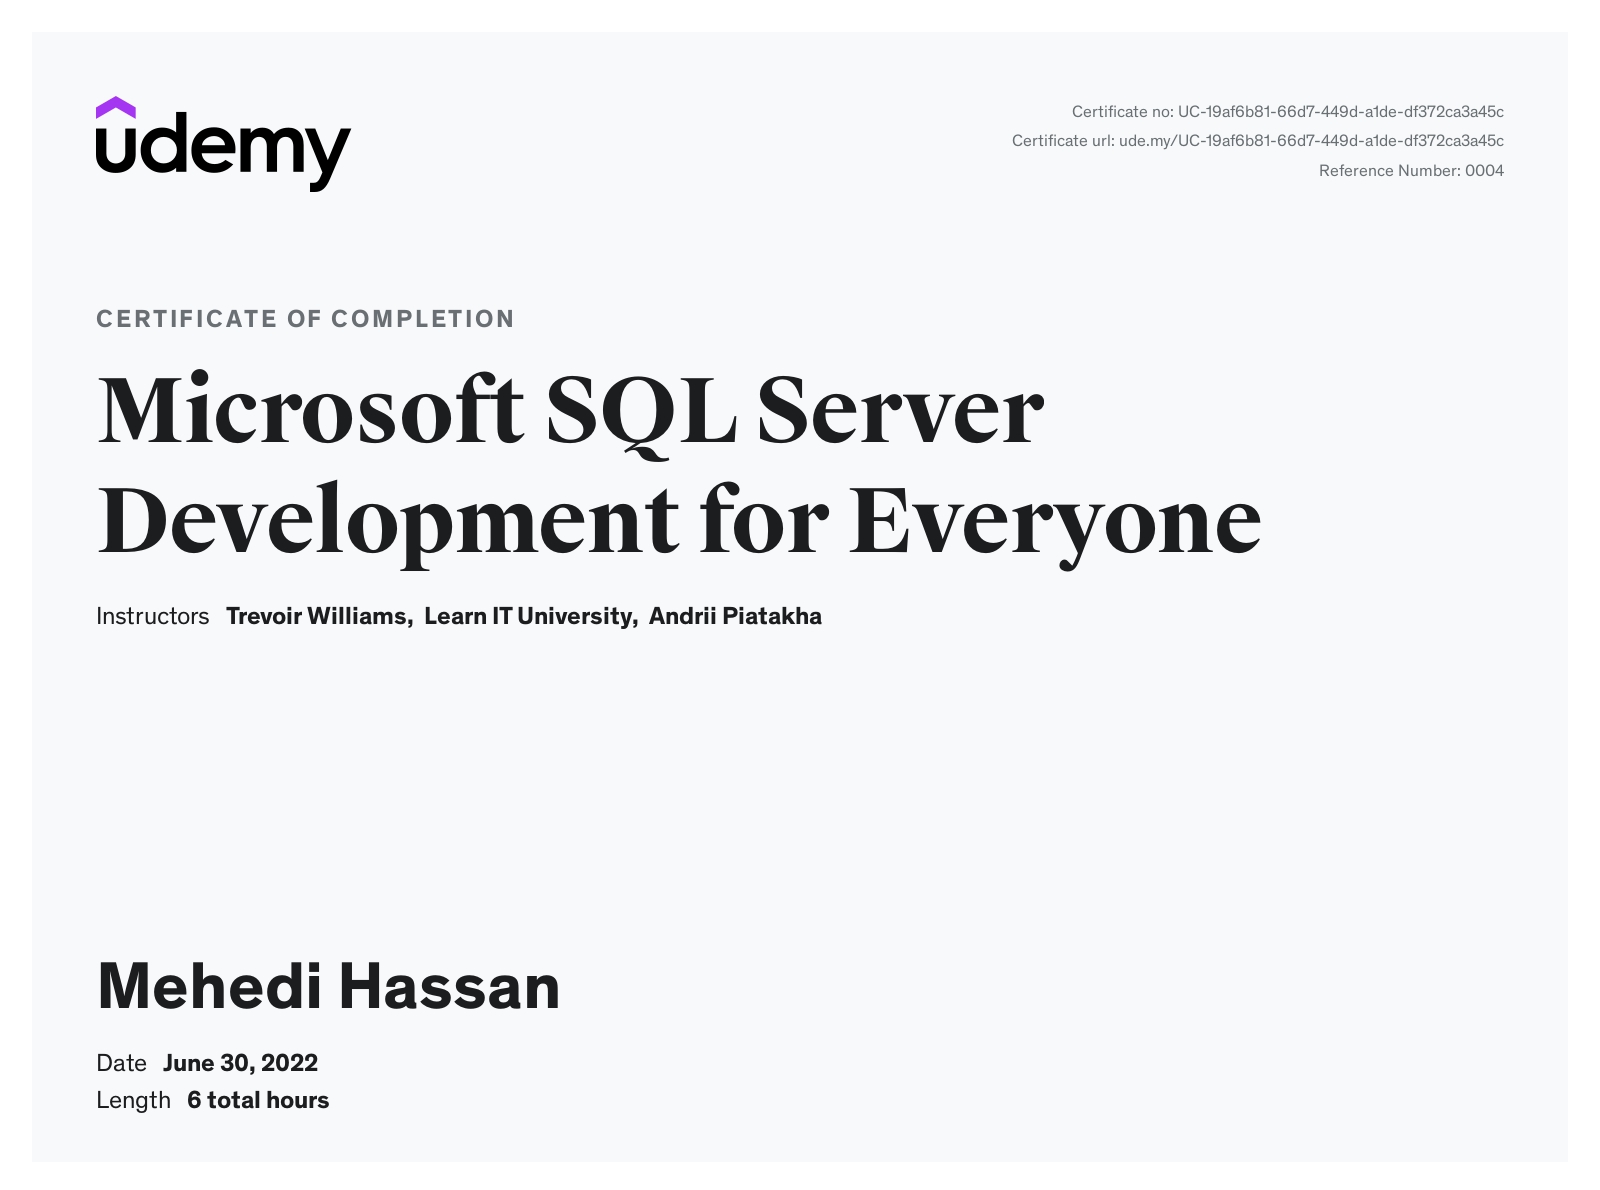 udemy
Certificate no: UC-19af6b81-66d7-449d-a1de-df372ca3a45c
Certificate url: ude.my/UC-19af6b81-66d7-449d-a1de-df372ca3a45c
Reference Number: 0004
CERTIFICATE OF COMPLETION
Microsoft SQL Server
Development for Everyone
Instructors Trevoir Williams, Learn IT University, Andrii Piatakha
Mehedi Hassan
Date June 30, 2022
Length 6 total hours